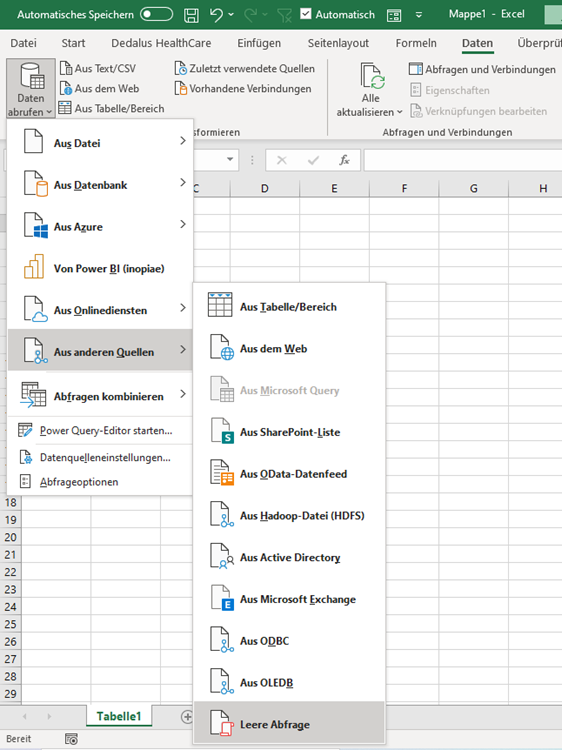 Automatisches Speichern
Automatisch
Mappe1 - Excel
Datei Start Dedalus HealthCare Einfügen Seitenlayout Formeln Daten Überprü
Daten
abrufen
Aus Text/CSV
Aus dem Web
Aus Tabelle/Bereich
Zuletzt verwendete Quellen
Vorhandene Verbindungen
Alle
aktualisieren
Abfragen und Verbindungen
Eigenschaften
Verknüpfungen bearbeiten
sformieren
Abfragen und Verbindungen
fx
C D E F G H
Aus Datei
Aus Datenbank
Aus Azure
Von Power BI (inopiae)
Aus Onlinediensten
Aus anderen Quellen
Abfragen kombinieren
Power Query-Editor starten...
Datenquelleneinstellungen...
Abfrageoptionen
Aus Tabelle/Bereich
Aus dem Web
Aus Microsoft Query
Aus SharePoint-Liste
Aus OData-Datenfeed
Aus Hadoop-Datei (HDFS)
Aus Active Directory
Aus Microsoft Exchange
Aus ODBC
Aus OLEDB
Leere Abfrage
18
19
20
21
22
23
24
25
26
27
28
29
Tabelle1
Bereit